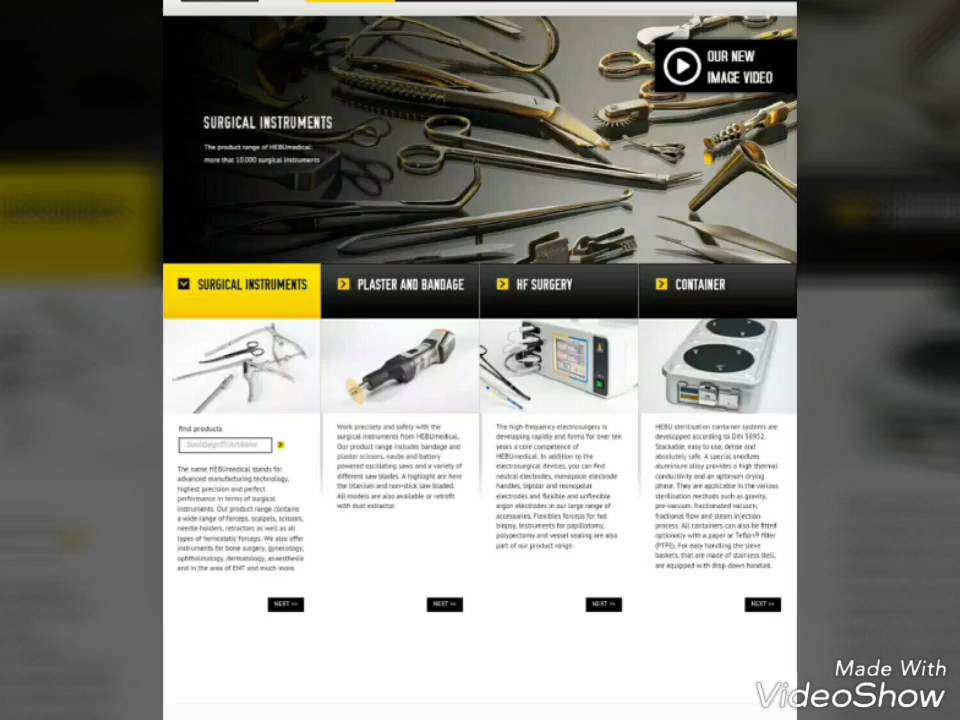 OUR NEW
IMAGE VIDEO
SURGICAL INSTRUMENTS
The product range of HEBUmedical:
more that 10.000 surgical instruments
SURGICAL INSTRUMENTS
PLASTER AND BANDAGE
HF SURGERY
CONTAINER
find products
Suchbegriff/Artikelnr.
The name HEBUmedical stands for
advanced manufacturing technology,
highest precision and perfect
performance in terms of surgical
instruments. Our product range contains
a wide range of forceps, scalpels, scissors,
needle holders, retractors as well as all
types of hemostatic forceps. We also offer
instruments for bone surgery, gynecology,
ophthalmology, dermatology, anaesthesia
and in the area of ENT and much more.
NEXT >>
Work precisely and safely with the
surgical instruments from HEBUmedical.
Our product range includes bandage and
plaster scissors, mains and battery
powered oscillating saws and a variety of
different saw blades. A highlight are here
the titanium and non-stick saw bladed.
All models are also available or retrofit
with dust extractor.
NEXT >>
The high-frequency electrosurgery is
developing rapidly and forms for over ten
years a core competence of
HEBUmedical. In addition to the
electrosurgical devices, you can find
neutral electrodes, monopolar electrode
handles, bipolar and monopolar
electrodes and flexible and unflexible
argon electrodes in our large range of
accessories. Flexibles forceps for hot
biopsy, instruments for papillotomy,
polypectomy and vessel sealing are also
part of our product range.
NEXT >>
HEBU sterilisation container systems are
developped according to DIN 58952.
Stackable, easy to use, dense and
absolutely safe. A special anodizes
aluminium alloy provides a high thermal
conductivity and an optimum drying
phase. They are applicable in the various
sterilisation methods such as gravity,
pre-vacuum, fractionated vacuum,
fractional flow and steam injection
process. All containers can also be fitted
optionally with a paper or Teflon® filter
(PTFE). For easy handling the sieve
baskets, that are made of stainless stell,
are equipped with drop-down handles.
NEXT >>
Made With
VideoShow